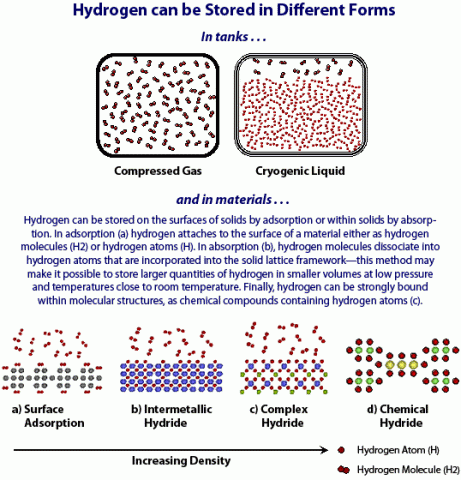 Hydrogen can be Stored in Different Forms
In tanks . . .
Compressed Gas
Cryogenic Liquid
and in materials . . .
Hydrogen can be stored on the surfaces of solids by adsorption or within solids by absorp-
tion. In adsorption (a) hydrogen attaches to the surface of a material either as hydrogen
molecules (H2) or hydrogen atoms (H). In absorption (b), hydrogen molecules dissociate into
hydrogen atoms that are incorporated into the solid lattice framework—this method may
make it possible to store larger quantities of hydrogen in smaller volumes at low pressure
and temperatures close to room temperature. Finally, hydrogen can be strongly bound
within molecular structures, as chemical compounds containing hydrogen atoms (c).
a) Surface
Adsorption
b) Intermetallic
Hydride
c) Complex
Hydride
d) Chemical
Hydride
Increasing Density
Hydrogen Atom (H)
Hydrogen Molecule (H2)